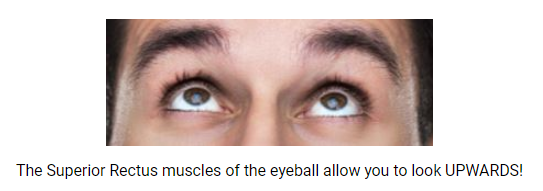 The Superior Rectus muscles of the eyeball allow you to look UPWARDS!